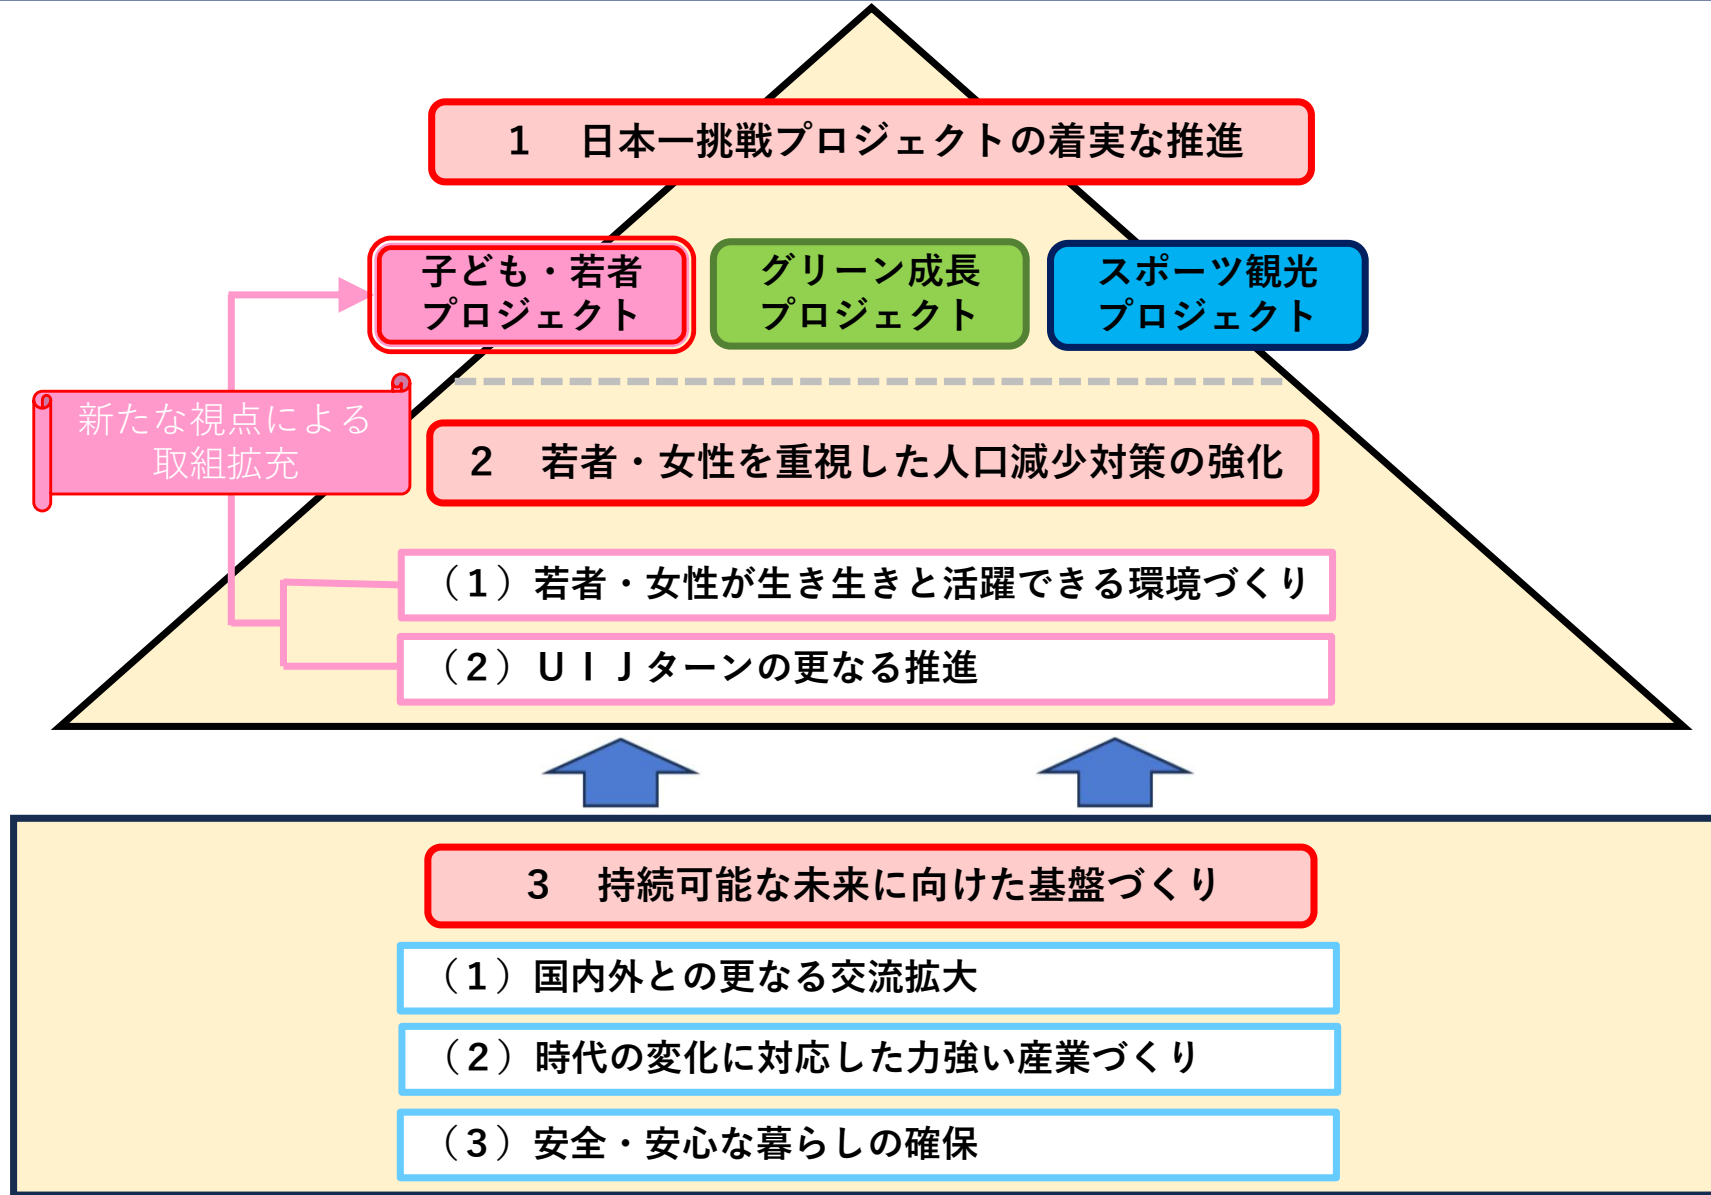 １　日本一挑戦プロジェクトの着実な推進
子ども・若者
プロジェクト
グリーン成長
プロジェクト
スポーツ観光
プロジェクト
新たな視点による
取組拡充
２　若者・女性を重視した人口減少対策の強化
（１）若者・女性が生き生きと活躍できる環境づくり
（２）ＵＩＪターンの更なる推進
３　持続可能な未来に向けた基盤づくり
（１）国内外との更なる交流拡大
（２）時代の変化に対応した力強い産業づくり
（３）安全・安心な暮らしの確保